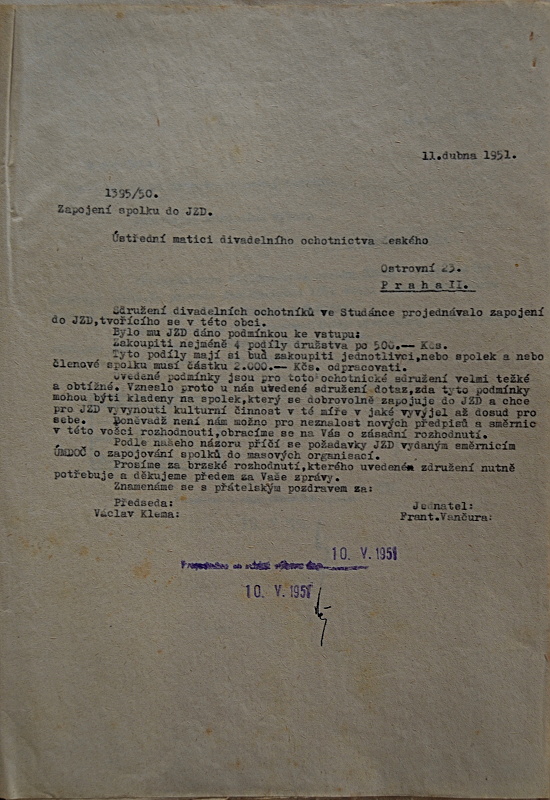 11.dubna 1951.
1395/50.
Zapojení spolku do JZD.
Ústřední matici divadelního ochotnictva českého
Ostrovní 23.
Praha II.
Sdružení divadelních ochotníků ve Studánce projednávalo zapojení
do JZD,tvořícího se v této obci.
Bylo mu JZD dáno podmínkou ke vstupu:
Zakoupiti nejméně 4 podíly družstva po 500.— Kčs.
Tyto podíly mají si buď zakoupiti jednotlivci,nebo spolek a nebo
členové spolku musí částku 2.000.— Kčs. odpracovati.
Uvedené podmínky jsou pro toto ochotnické sdružení velmi težké
a obtížné. Vzneslo proto u nás uvedené sdružení dotaz,zda tyto podmínky
mohou býti kladeny na spolek,který se dobrovolně zapojuje do JZD a chce
pro JZD vyvynouti kulturní činnost v té míře v jaké vyvýjel až dosud pro
sebe. Poněvadž není nám možno pro neznalost nových předpisů a směrnic
v této vošci rozhodnouti,obracíme se na Vás o zásadní rozhodnutí.
Podle našeho názoru příčí se požadavky JZD vydaným směrnicím
ÚMDOČ o zapojování spolků do masových organisací.
Prosíme za brzské rozhodnutí,kterého uvedeném združení nutně
potřebuje a děkujeme předem za Vaše zprávy.
Znamenáme se s přátelským pozdravem za:
Předseda: Jednatel:
Václav Klema: Frant.Vančura:
10. V. 1951
10. V. 1951